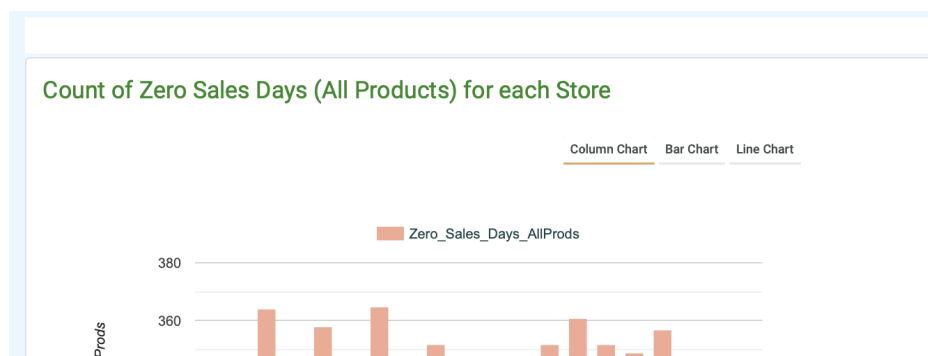 Count of Zero Sales Days (All Products) for each Store
Column Chart Bar Chart Line Chart
Zero_Sales_Days_AllProds
380
360
Prods